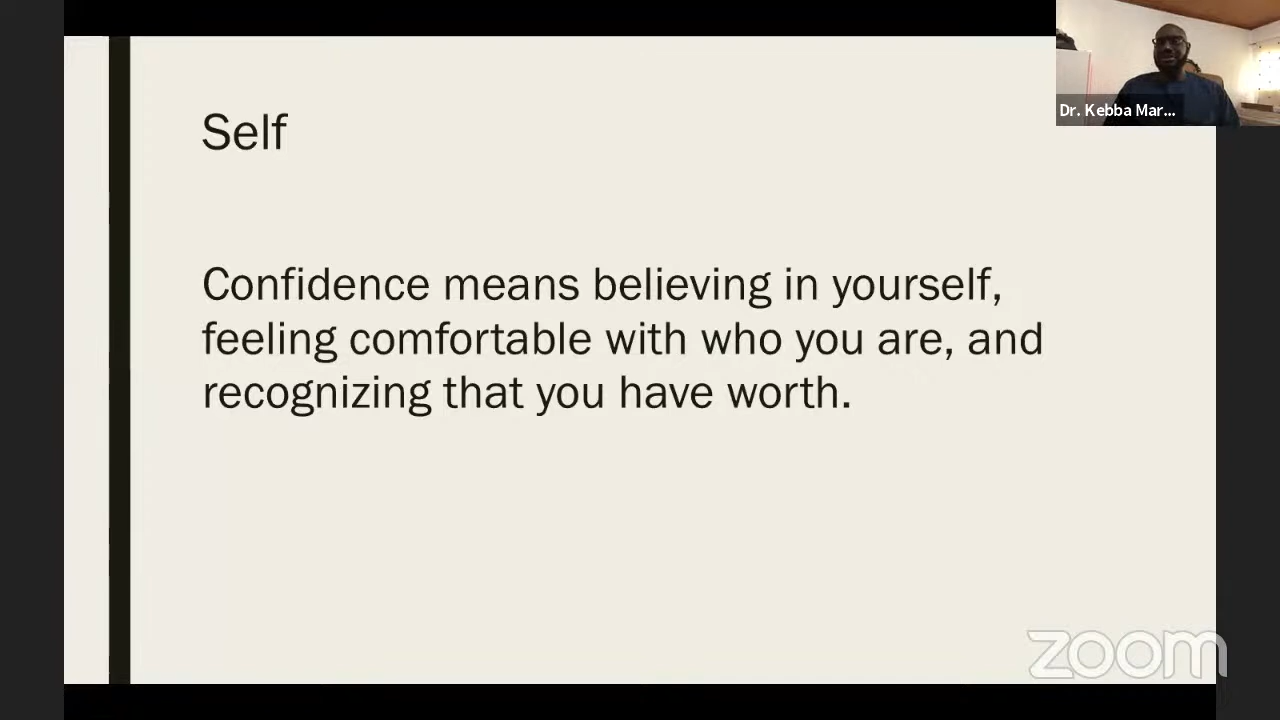 Self
Confidence means believing in yourself,
feeling comfortable with who you are, and
recognizing that you have worth.
Dr. Kebba Mar...
zoom